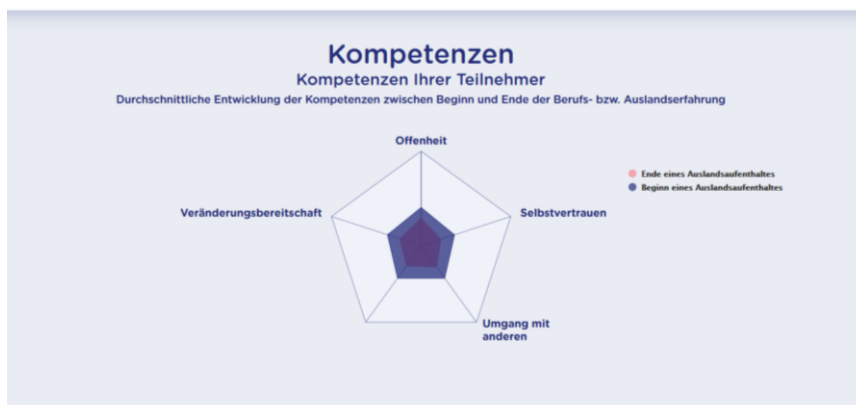 Kompetenzen
Kompetenzen Ihrer Teilnehmer
Durchschnittliche Entwicklung der Kompetenzen zwischen Beginn und Ende der Berufs- bzw. Auslandserfahrung
Offenheit
Ende eines Auslandsaufenthaltes
Beginn eines Auslandsaufenthaltes
Veränderungsbereitschaft
Selbstvertrauen
Umgang mit
anderen